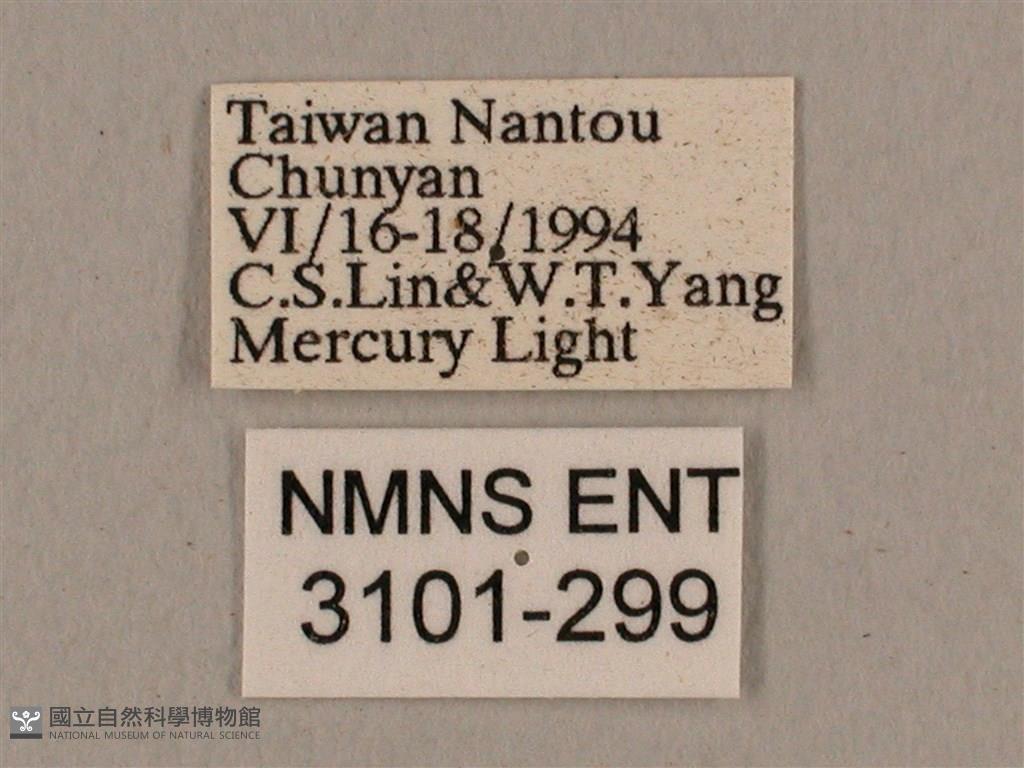 Taiwan Nantou
Chunyan
VI/16-18/1994
C.S.Lin&W.T.Yang
Mercury Light
NMNS ENT
3101-299
國立自然科學博物館
NATIONAL MUSEUM OF NATURAL SCIENCE